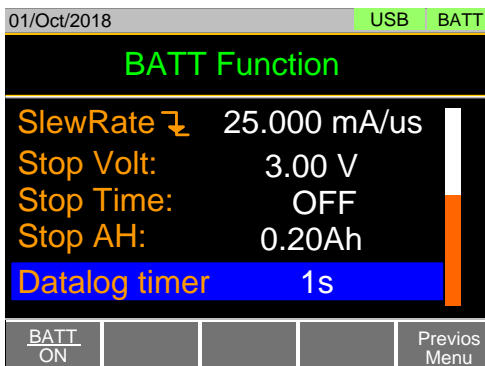 01/Oct/2018 USB BATT
BATT Function
SlewRate 25.000 mA/us
Stop Volt: 3.00 V
Stop Time: OFF
Stop AH: 0.20Ah
Datalog timer 1s
BATT
ON
Previos
Menu